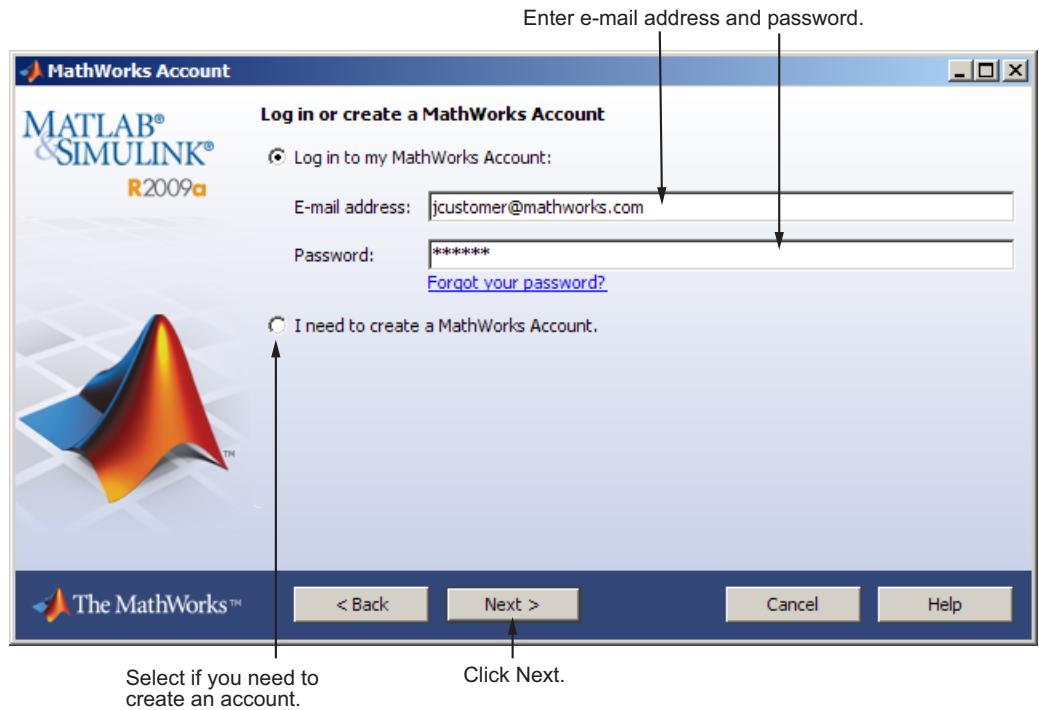 Enter e-mail address and password.
MathWorks Account
MATLAB®
&SIMULINK®
R2009a
Log in or create a MathWorks Account
Log in to my MathWorks Account:
E-mail address: jcustomer@mathworks.com
Password: ******
Forgot your password?
I need to create a MathWorks Account.
TM
The MathWorks™
< Back
Next >
Cancel
Help
Select if you need to
create an account.
Click Next.